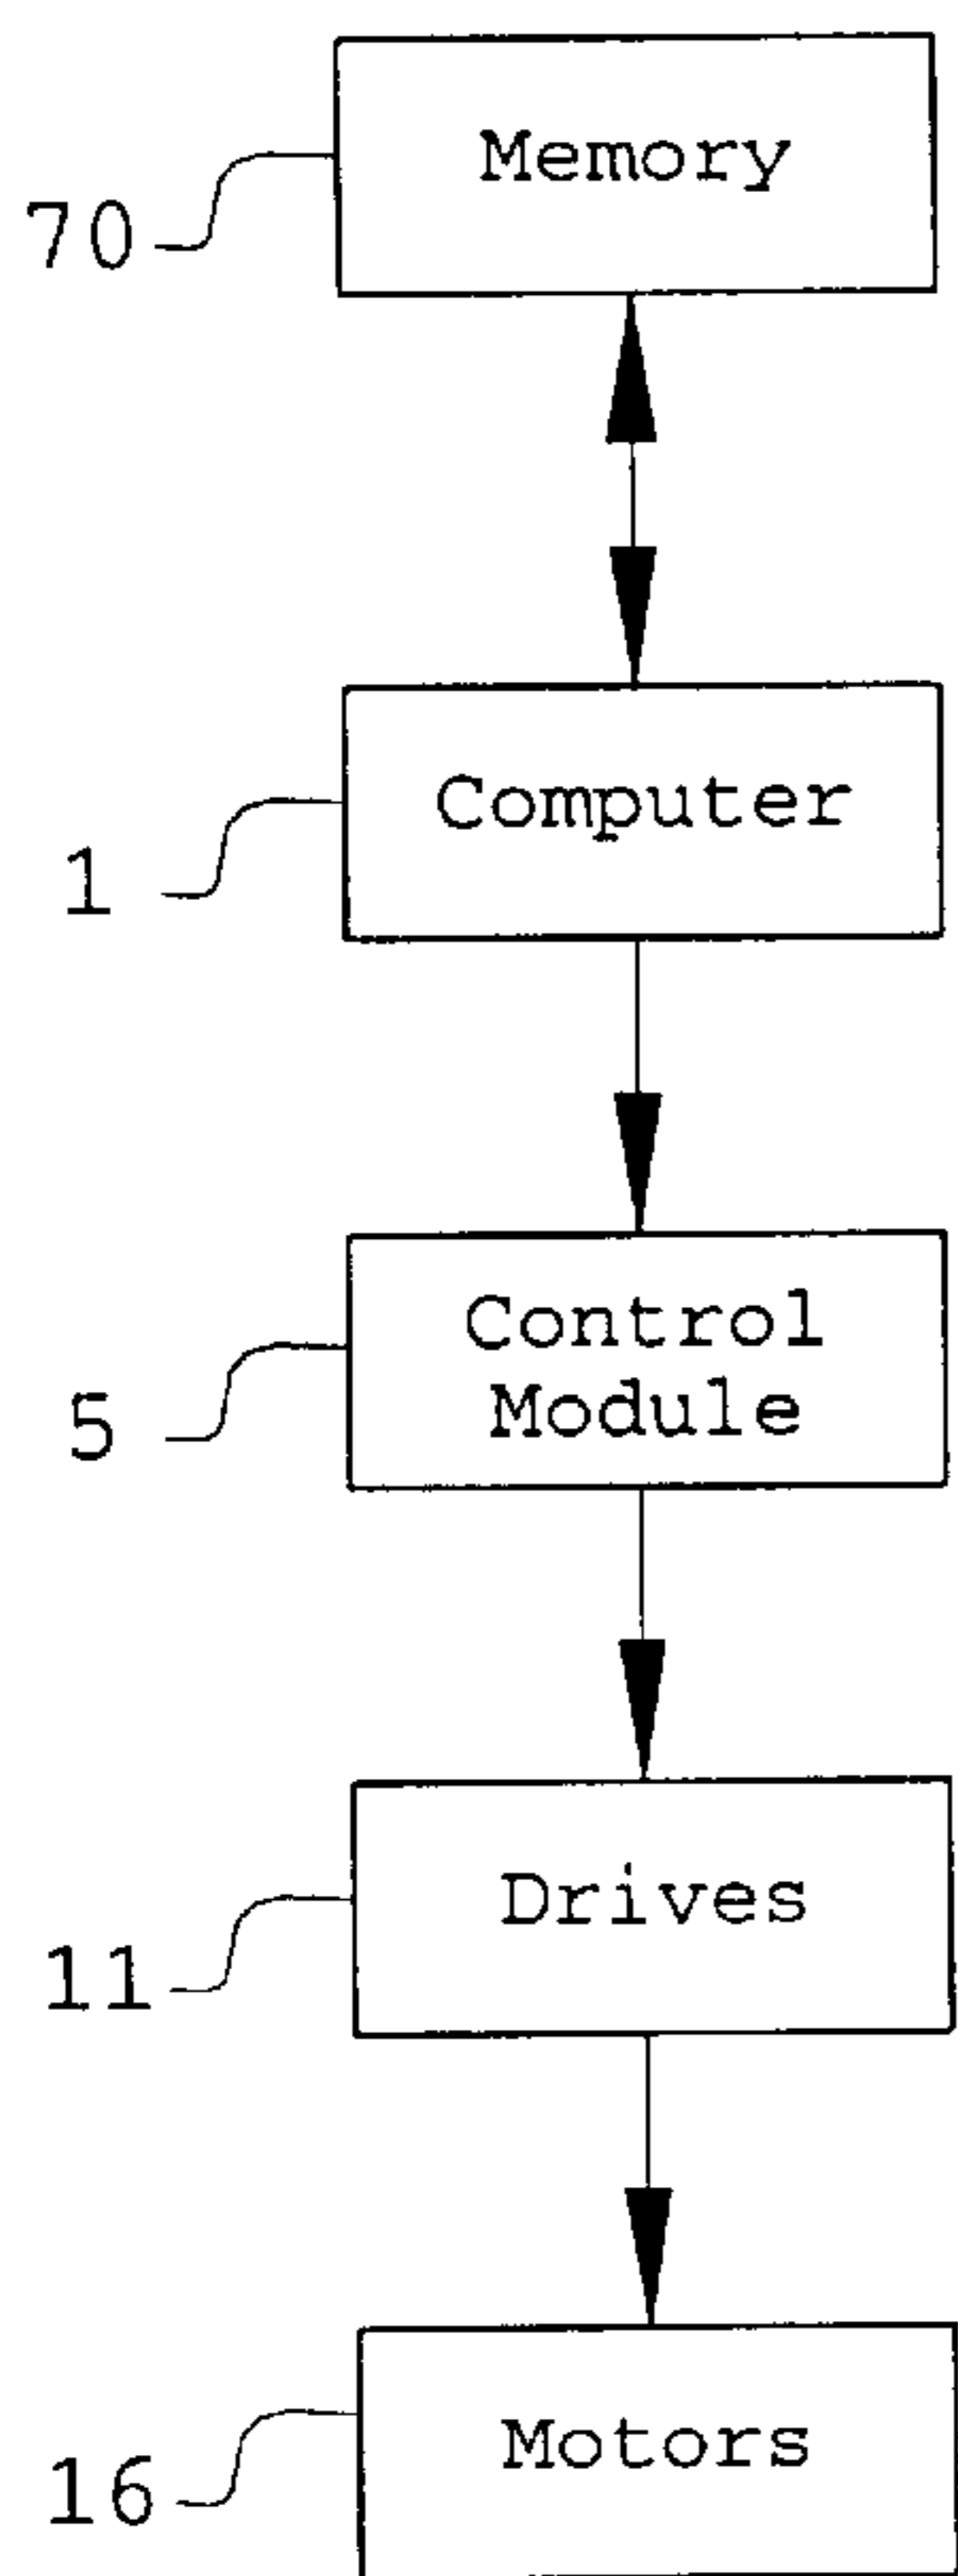 Memory
70
Computer
1
Control
Module
5
Drives
11
Motors
16